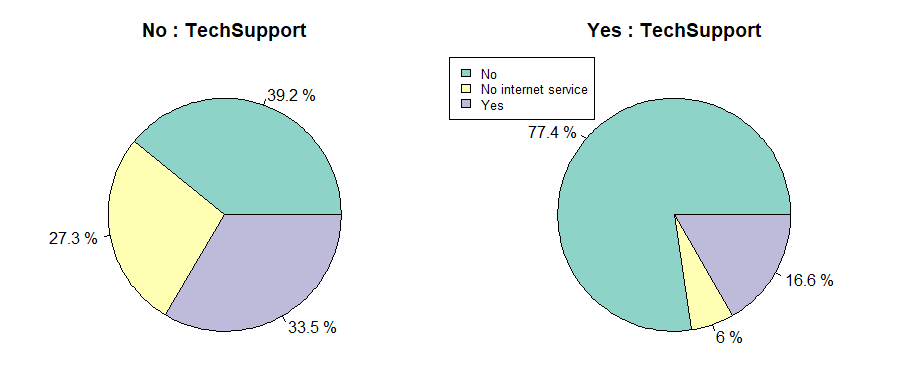 No : TechSupport
39.2 %
27.3 %
33.5 %
Yes : TechSupport
No
No internet service
Yes
77.4 %
16.6 %
6 %